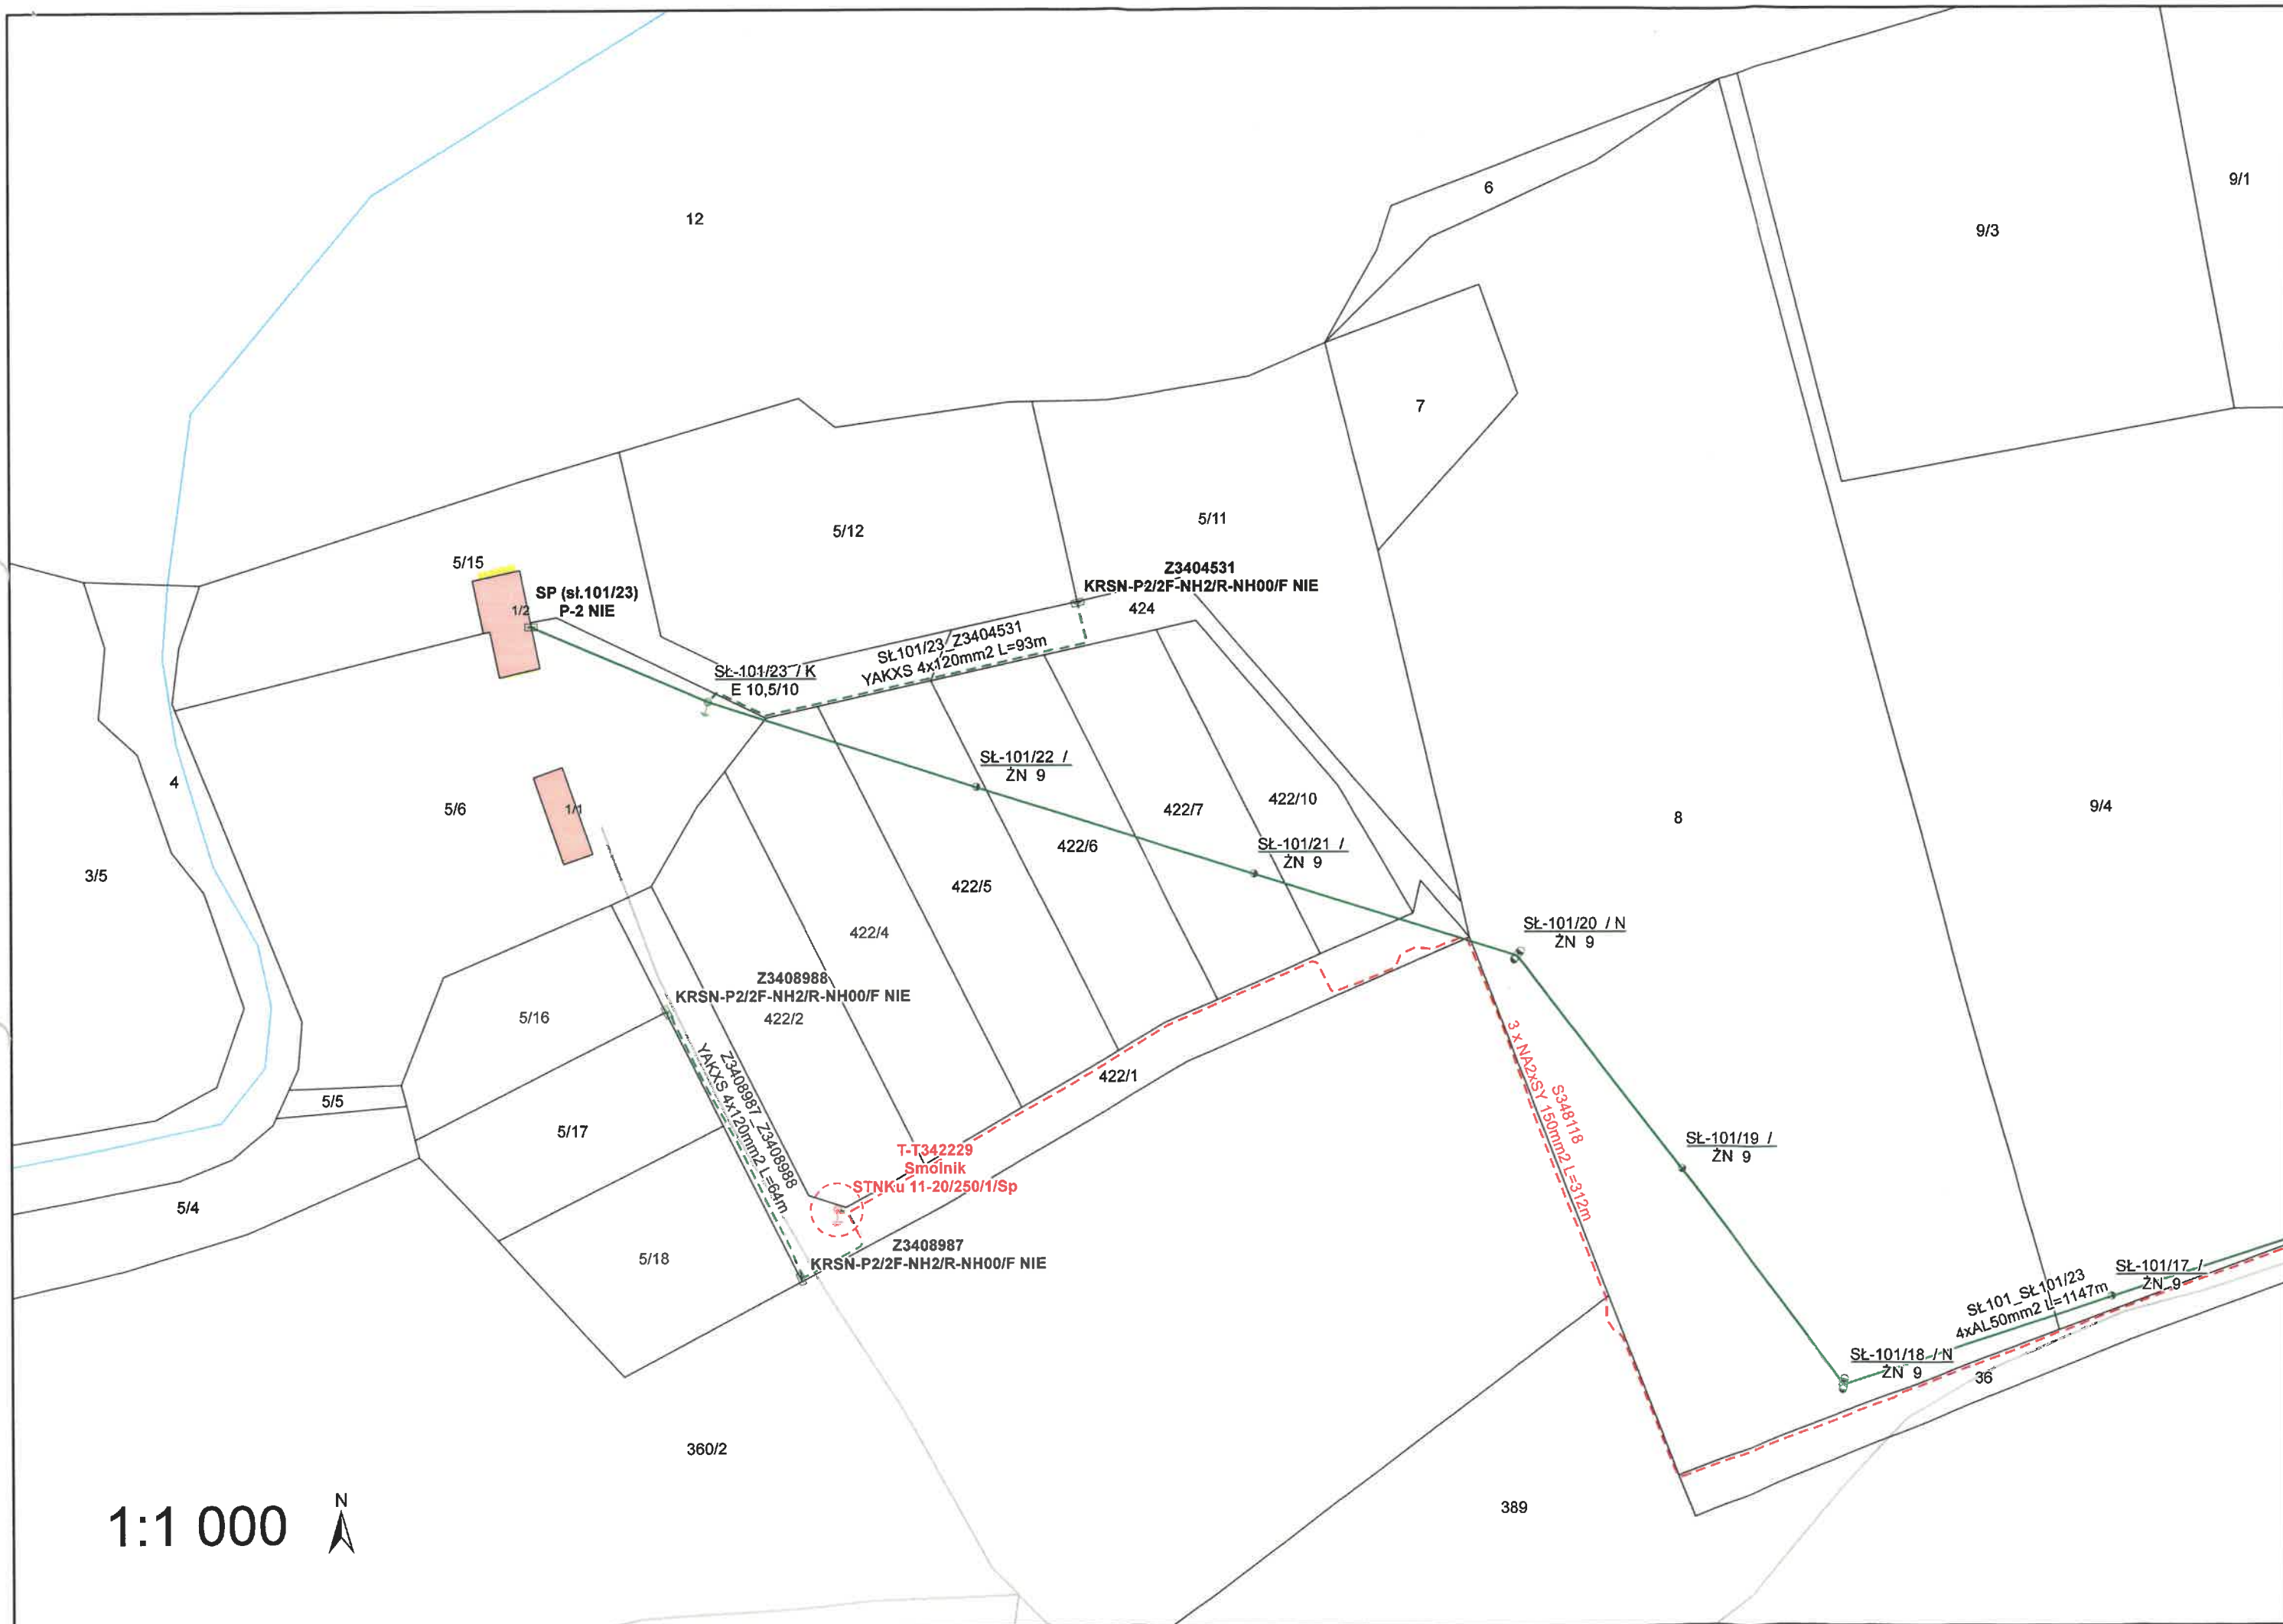 12
6
9/1
9/3
7
5/12
5/11
5/15
1/2
SP (sł.101/23)
P-2 NIE
Z3404531
KRSN-P2/2F-NH2/R-NH00/F NIE
424
SŁ101/23_Z3404531
YAKXS 4x120mm2 L=93m
SŁ-101/23 / K
E 10,5/10
SŁ-101/22 /
ŻN 9
4
5/6
1/1
422/7
422/10
8
9/4
422/6
SŁ-101/21 /
ŻN 9
3/5
422/5
422/4
SŁ-101/20 / N
ŻN 9
Z3408988
KRSN-P2/2F-NH2/R-NH00/F NIE
422/2
5/16
Z3408987_Z3408988
YAKXS 4x120mm2 L=64m
422/1
5/5
5/17
S348118
3 x NA2xSY 150mm2 L=312m
SŁ-101/19 /
ŻN 9
T-T342229
Smolnik
STNKu 11-20/250/1/Sp
5/4
Z3408987
KRSN-P2/2F-NH2/R-NH00/F NIE
5/18
SŁ-101/17 /
ŻN 9
SŁ101_SŁ101/23
4xAL50mm2 L=1147m
SŁ-101/18 / N
ŻN 9
36
360/2
389
1:1 000
N